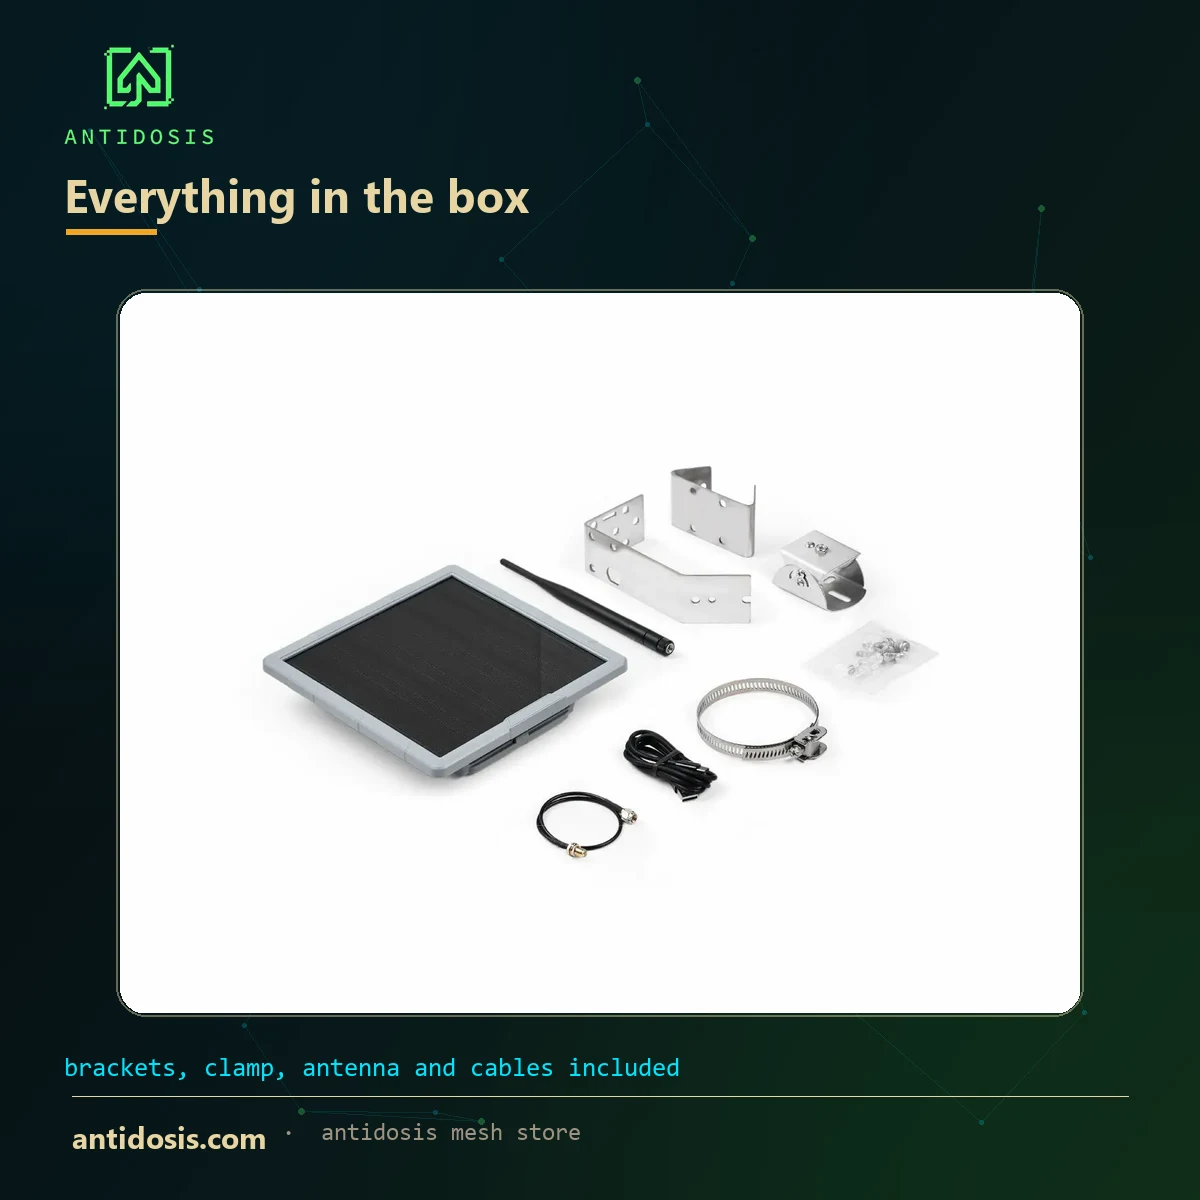 ANTIDOSIS
Everything in the box
brackets, clamp, antenna and cables included
antidosis.com · antidosis mesh store